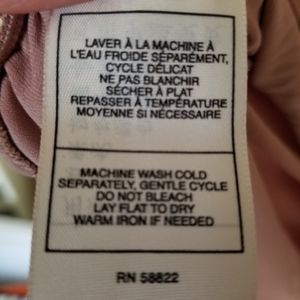 LAVER À LA MACHINE À
L'EAU FROIDE SÉPARÉMENT,
CYCLE DÉLICAT
NE PAS BLANCHIR
SÉCHER À PLAT
REPASSER À TEMPÉRATURE
MOYENNE SI NÉCESSAIRE
MACHINE WASH COLD
SEPARATELY, GENTLE CYCLE
DO NOT BLEACH
LAY FLAT TO DRY
WARM IRON IF NEEDED
RN 58822